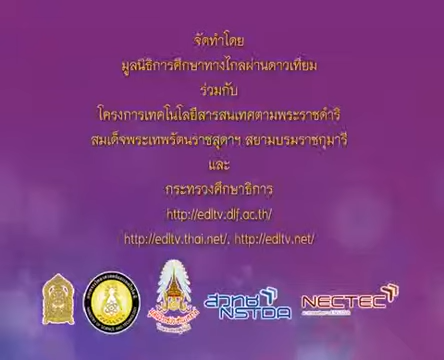 จัดทำโดย
มูลนิธิการศึกษาทางไกลผ่านดาวเทียม
ร่วมกับ
โครงการเทคโนโลยีสารสนเทศตามพระราชดำริ
สมเด็จพระเทพรัตนราชสุดาฯ สยามบรมราชกุมารี
และ
กระทรวงศึกษาธิการ
http://edltv.dlf.ac.th/
http://edltv.thai.net/, http://edltv.net/
สวทช
NSTDA
NECTEC